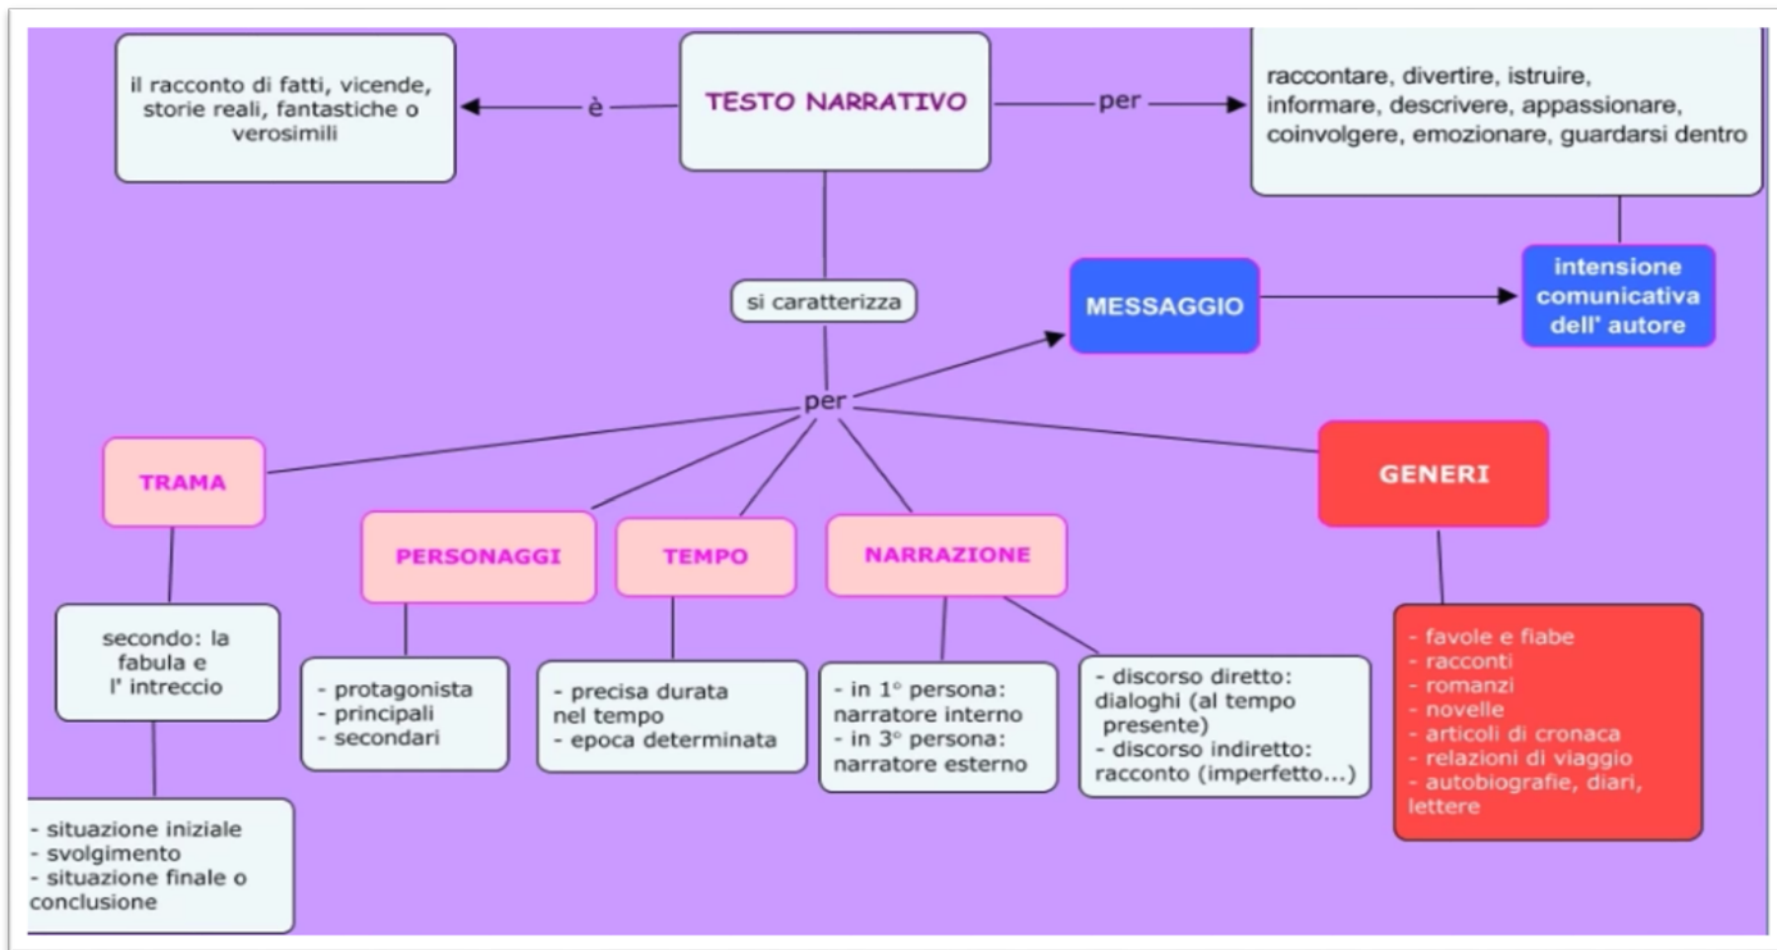 il racconto di fatti, vicende,
storie reali, fantastiche o
verosimili
è
TESTO NARRATIVO
per
raccontare, divertire, istruire,
informare, descrivere, appassionare,
coinvolgere, emozionare, guardarsi dentro
si caratterizza
MESSAGGIO
intensione
comunicativa
dell' autore
per
TRAMA
PERSONAGGI
TEMPO
NARRAZIONE
GENERI
secondo: la
fabula e
l' intreccio
- protagonista
- principali
- secondari
- precisa durata
nel tempo
- epoca determinata
- in 1° persona:
narratore interno
- in 3° persona:
narratore esterno
- discorso diretto:
dialoghi (al tempo
presente)
- discorso indiretto:
racconto (imperfetto...)
- favole e fiabe
- racconti
- romanzi
- novelle
- articoli di cronaca
- relazioni di viaggio
- autobiografie, diari,
lettere
- situazione iniziale
- svolgimento
- situazione finale o
conclusione